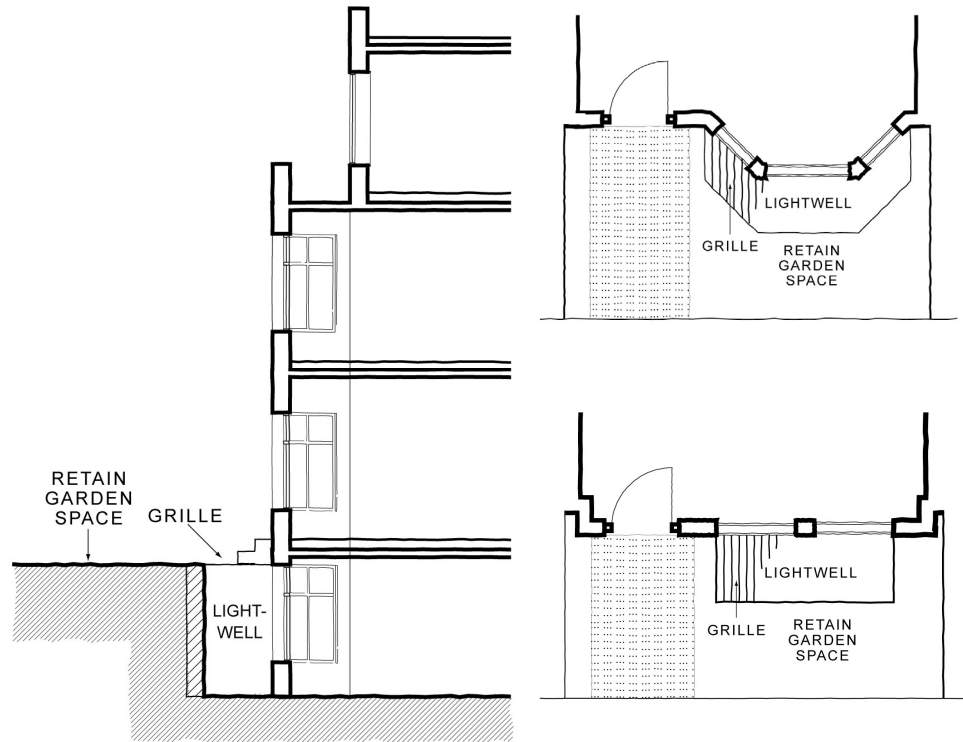 RETAIN
GARDEN
SPACE
GRILLE
LIGHT-
WELL
LIGHTWELL
GRILLE
RETAIN
GARDEN
SPACE
LIGHTWELL
GRILLE
RETAIN
GARDEN
SPACE